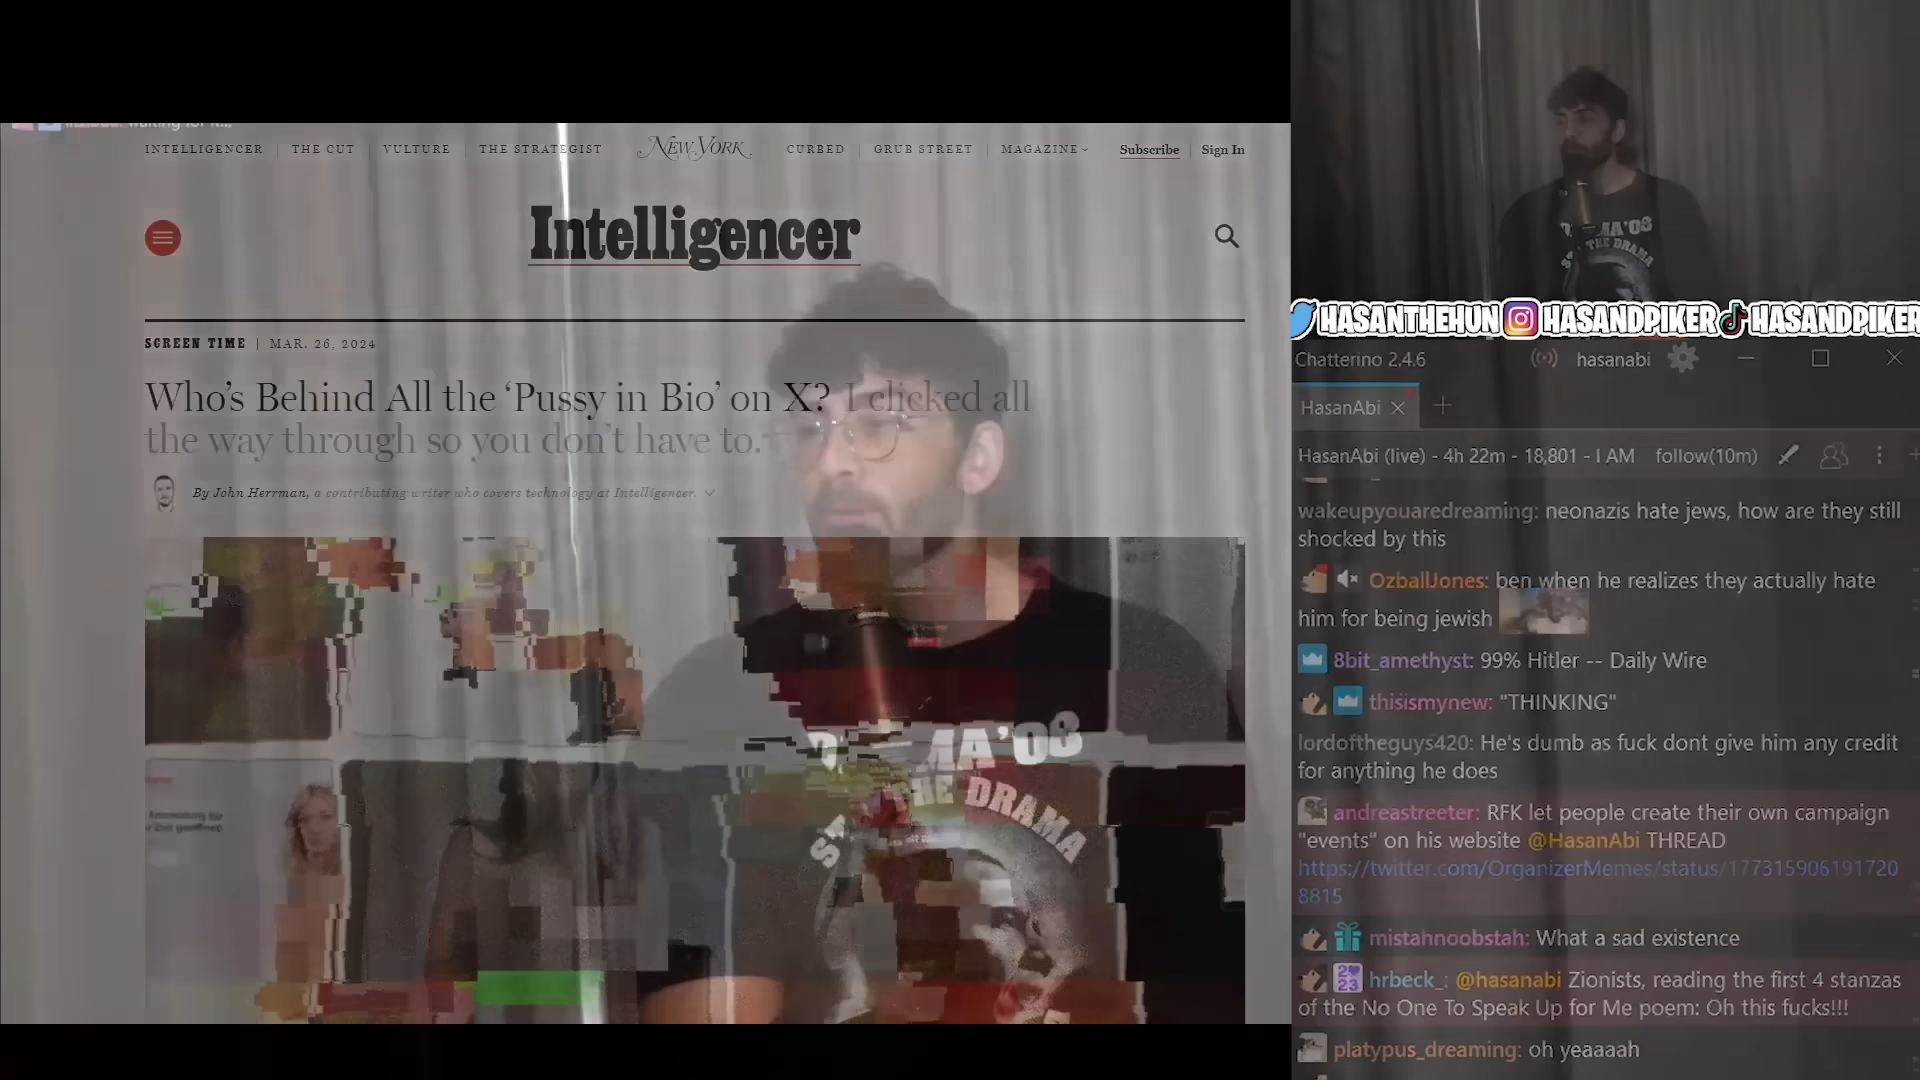 INTELLIGENCER
THE CUT
VULTURE
THE STRATEGIST
NEW YORK
CURBED
GRUB STREET
MAGAZINE
Subscribe
Sign In
Intelligencer
SCREEN TIME | MAR. 26, 2024
Who's Behind All the ‘Pussy in Bio’ on X? I clicked all
the way through so you don't have to.
By John Herrman, a contributing writer who covers technology at Intelligencer.
MA'08
THE DRAMA
MA'08
THE DRAMA
HASANTHEHUN HASANDPIKER HASANDPIKER
Chatterino 2.4.6
hasanabi
HasanAbi
HasanAbi (live) - 4h 22m - 18,801 - I AM
follow(10m)
wakeupyouaredreaming: neonazis hate jews, how are they still
shocked by this
OzballJones: ben when he realizes they actually hate
him for being jewish
8bit_amethyst: 99% Hitler -- Daily Wire
thisismynew: "THINKING"
lordoftheguys420: He's dumb as fuck dont give him any credit
for anything he does
andreastreeter: RFK let people create their own campaign
"events" on his website @HasanAbi THREAD
https://twitter.com/OrganizerMemes/status/177315906191720
8815
mistahnoobstah: What a sad existence
2 23 hrbeck_: @hasanabi Zionists, reading the first 4 stanzas
of the No One To Speak Up for Me poem: Oh this fucks!!!
platypus_dreaming: oh yeaaaah